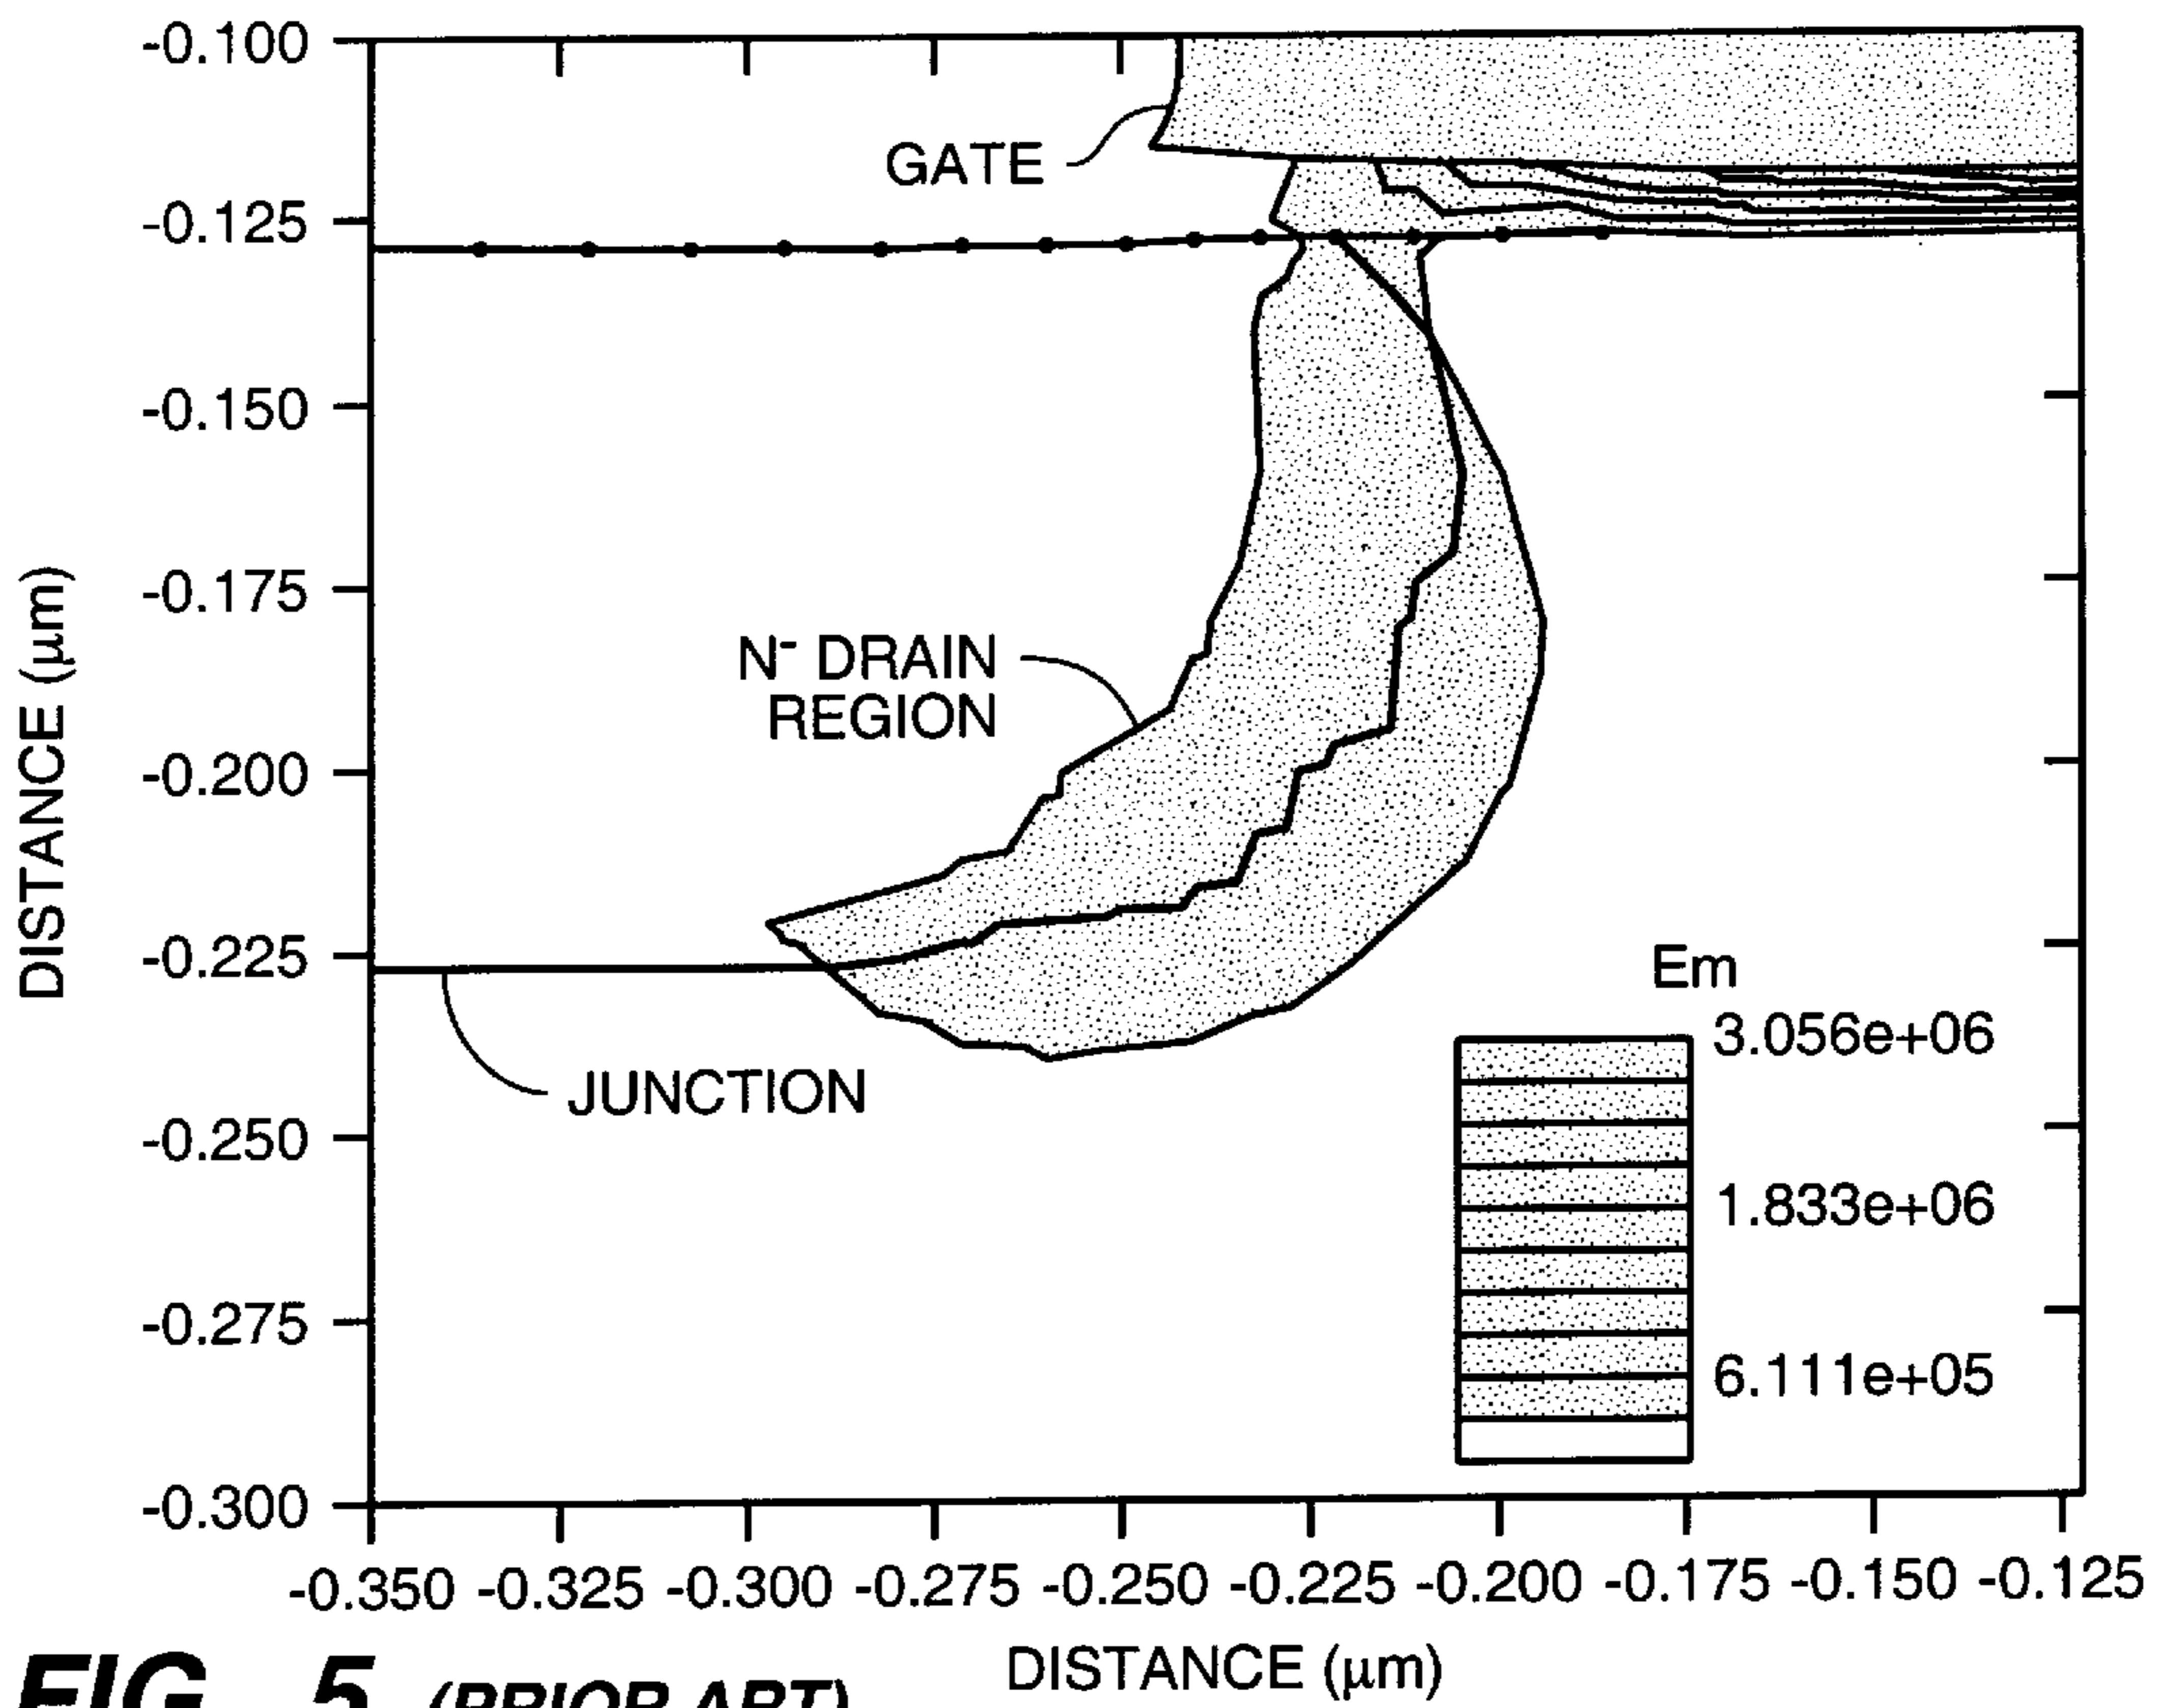 -0.100
GATE
-0.125
-0.150
-0.175
N- DRAIN
REGION
-0.200
-0.225
JUNCTION
-0.250
-0.275
-0.300
DISTANCE (μm)
Em
3.056e+06
1.833e+06
6.111e+05
-0.350 -0.325 -0.300 -0.275 -0.250 -0.225 -0.200 -0.175 -0.150 -0.125
DISTANCE (μm)
FIG. 5 (PRIOR ART)